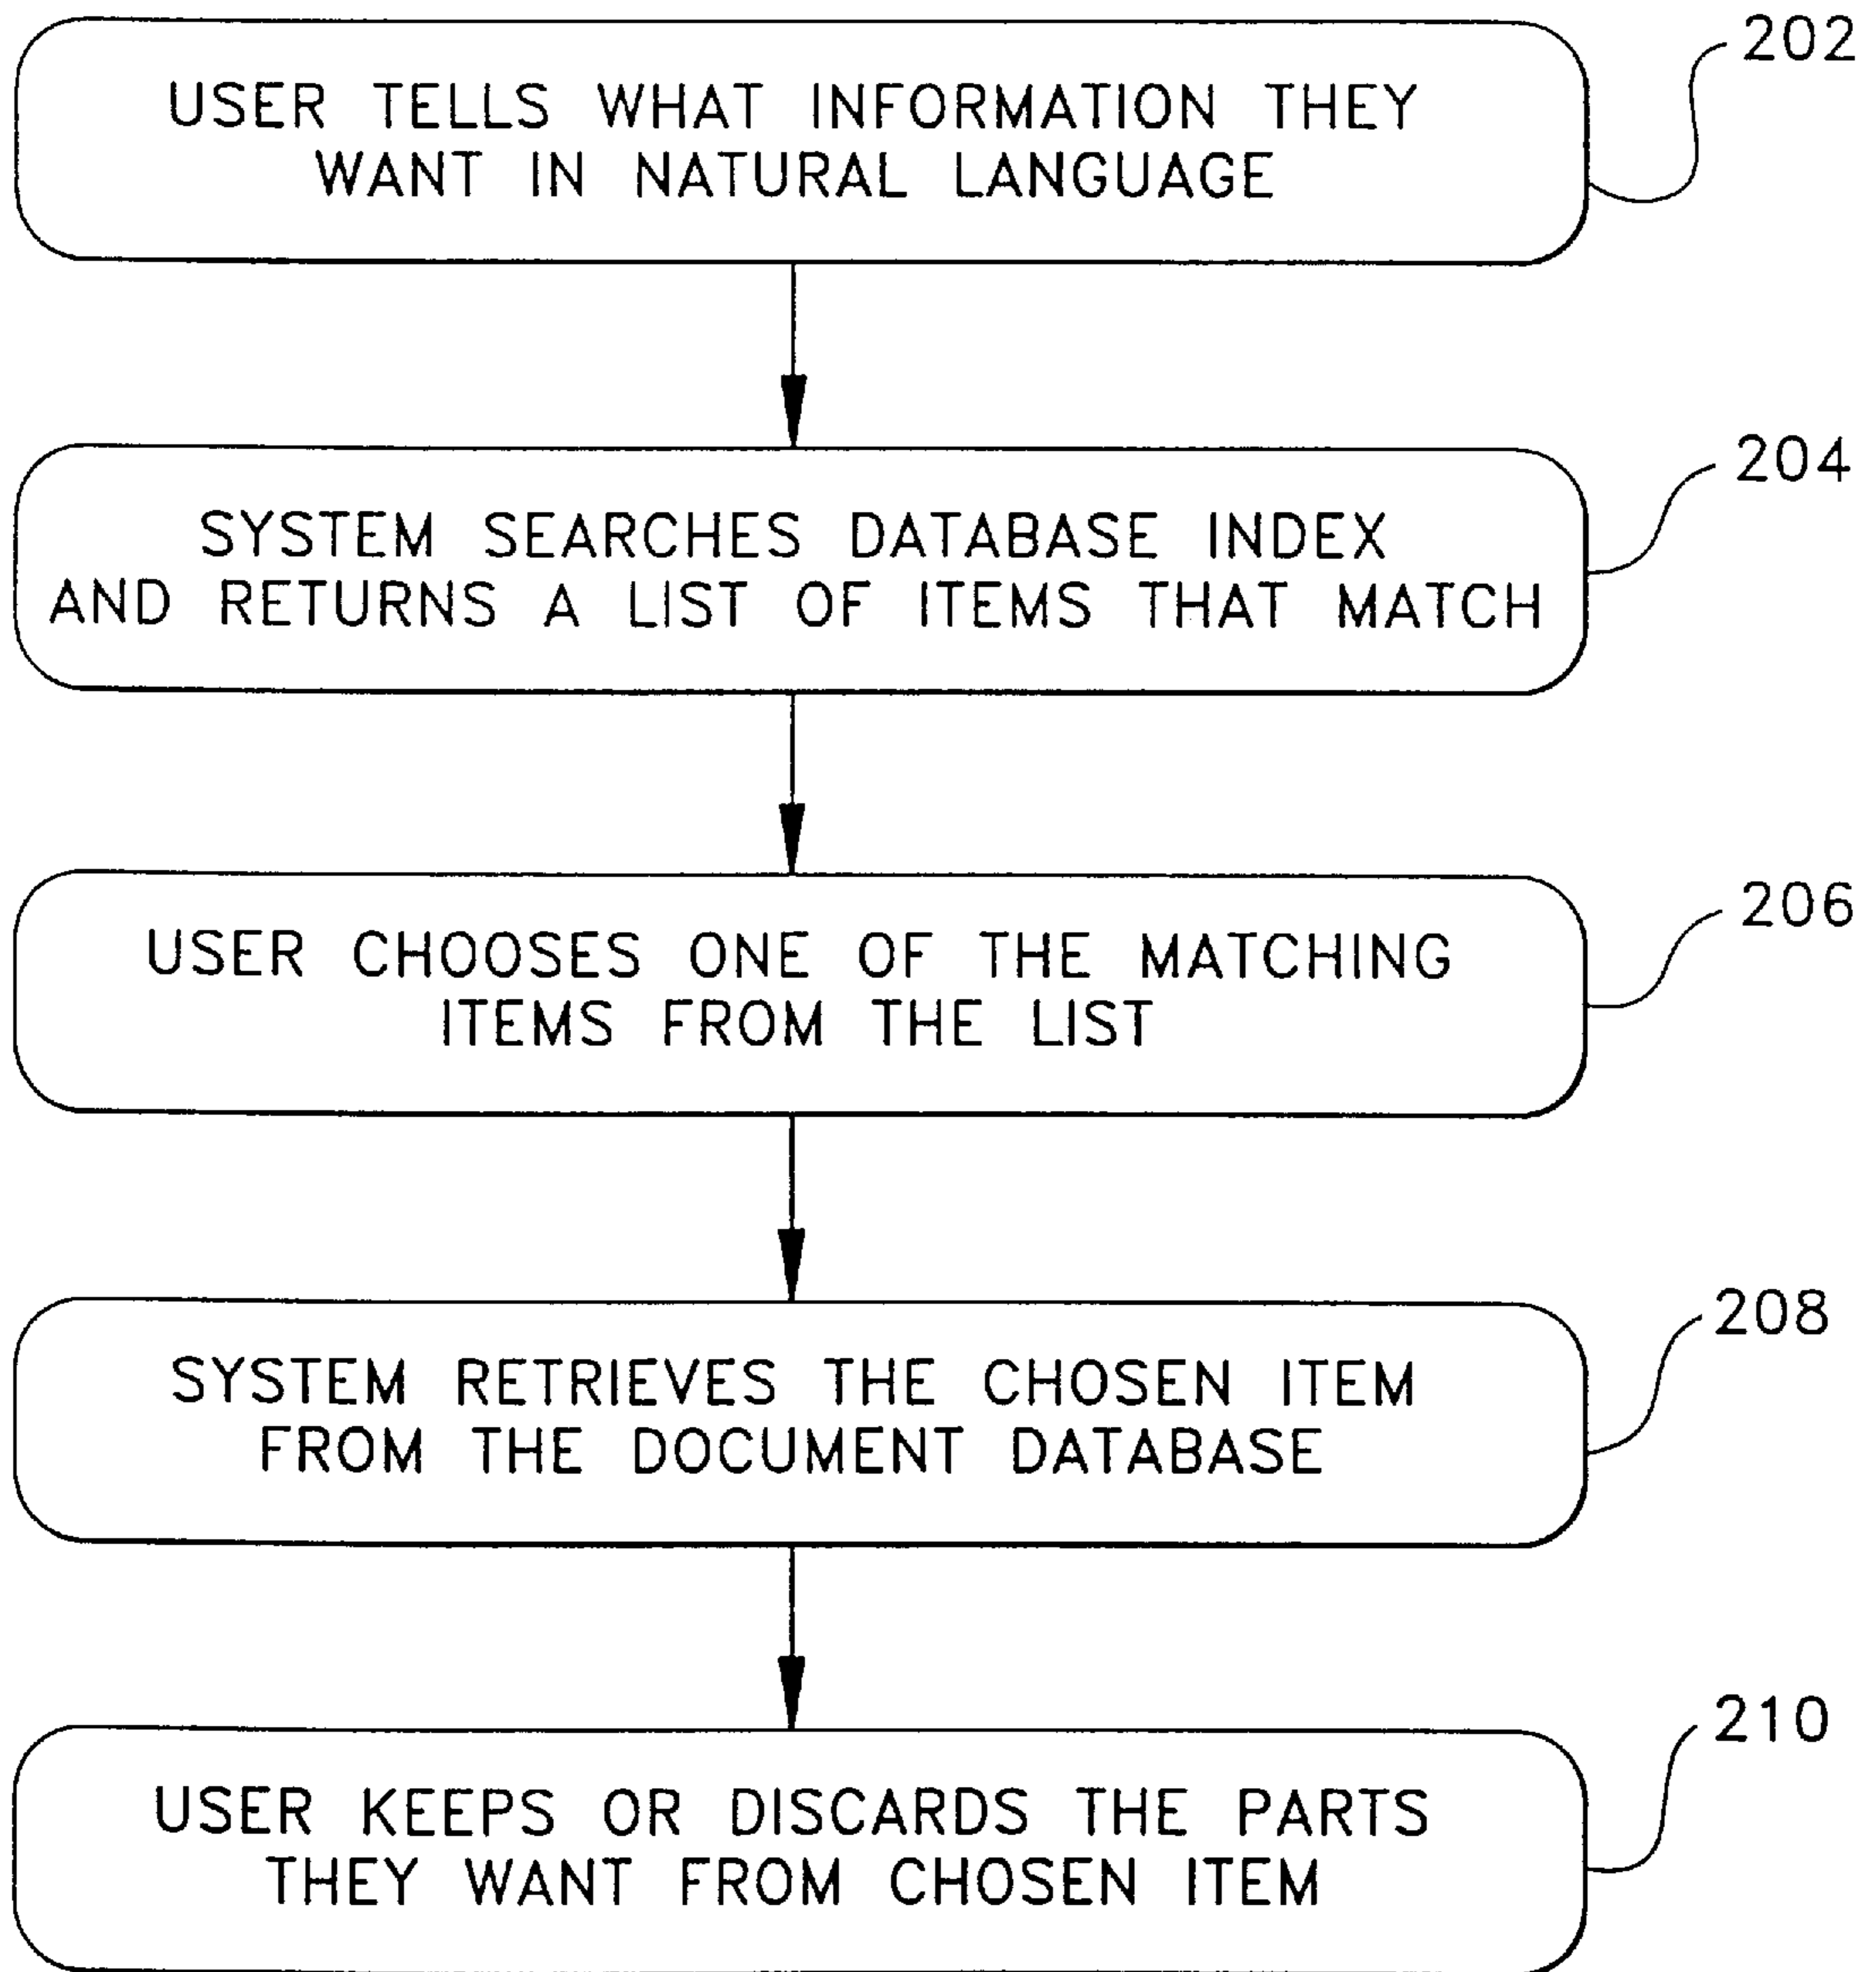 202
USER TELLS WHAT INFORMATION THEY
WANT IN NATURAL LANGUAGE
204
SYSTEM SEARCHES DATABASE INDEX
AND RETURNS A LIST OF ITEMS THAT MATCH
206
USER CHOOSES ONE OF THE MATCHING
ITEMS FROM THE LIST
208
SYSTEM RETRIEVES THE CHOSEN ITEM
FROM THE DOCUMENT DATABASE
210
USER KEEPS OR DISCARDS THE PARTS
THEY WANT FROM CHOSEN ITEM